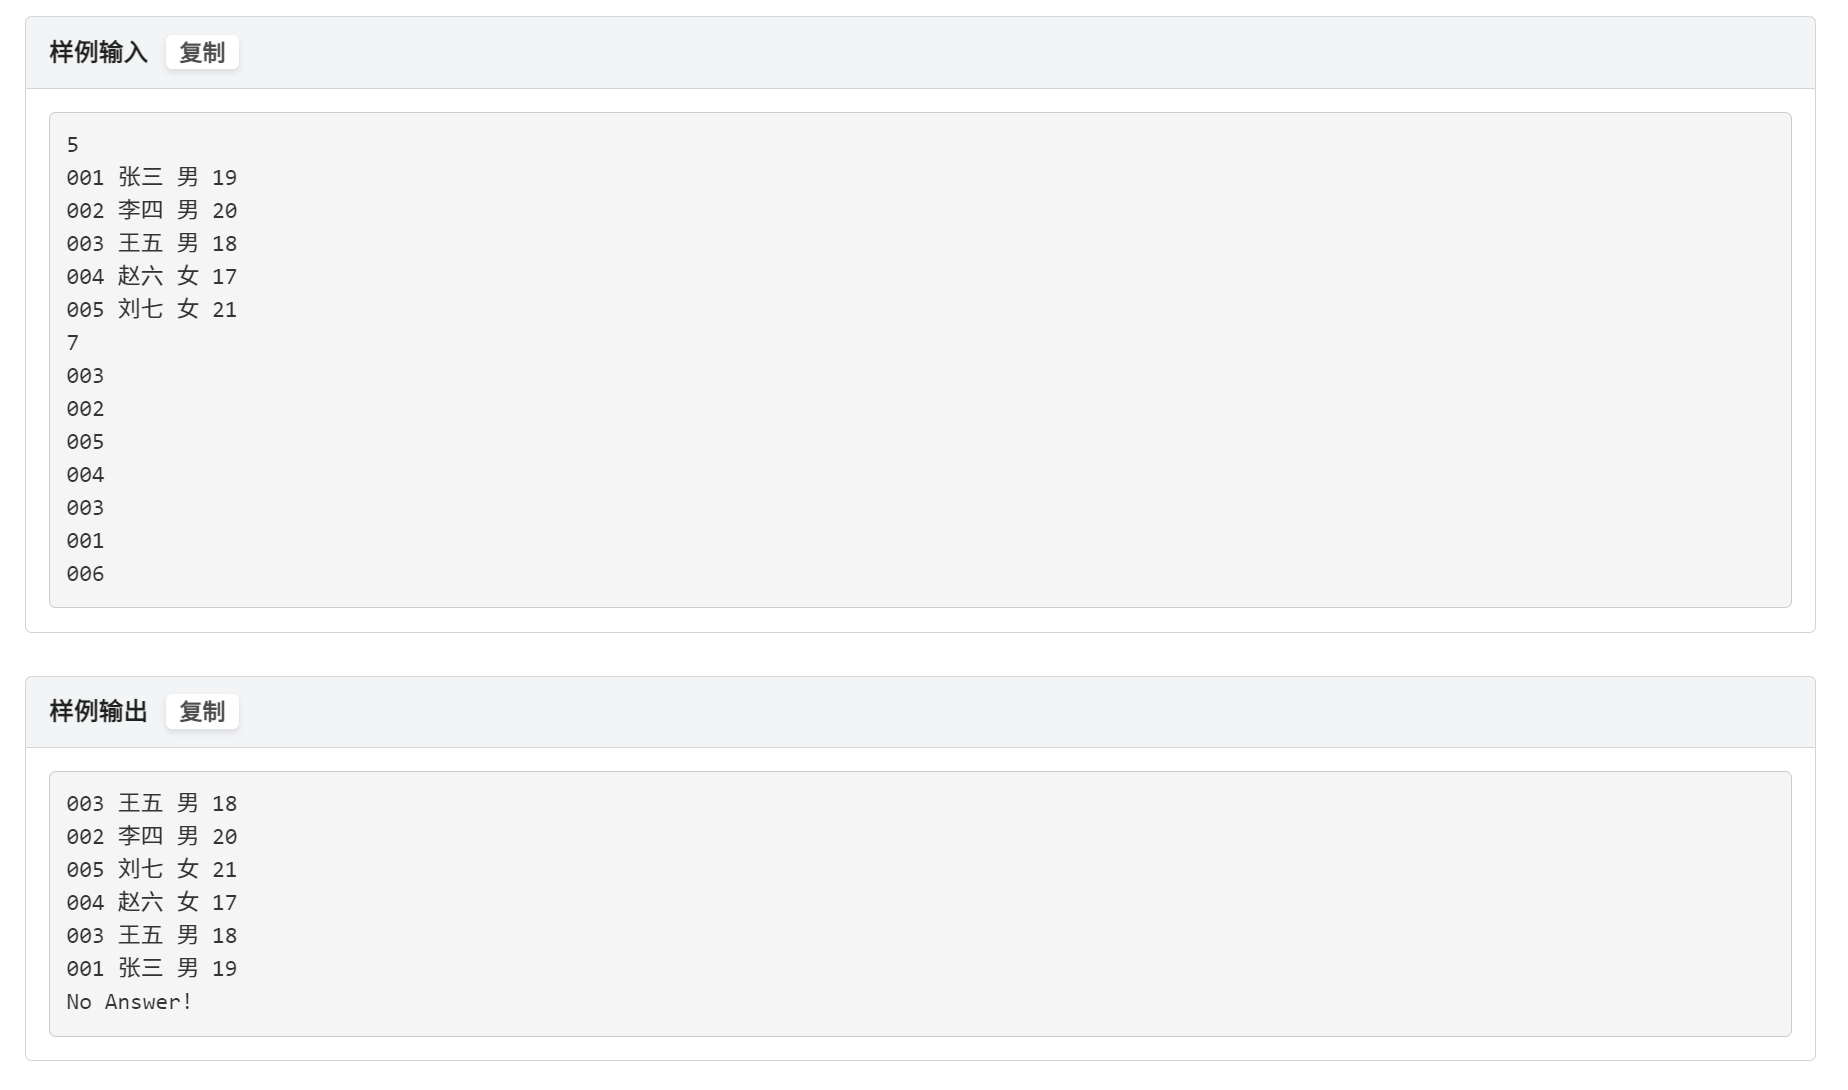 样例输入 复制
5
001 张三 男 19
002 李四 男 20
003 王五 男 18
004 赵六 女 17
005 刘七 女 21
7
003
002
005
004
003
001
006
样例输出 复制
003 王五 男 18
002 李四 男 20
005 刘七 女 21
004 赵六 女 17
003 王五 男 18
001 张三 男 19
No Answer!